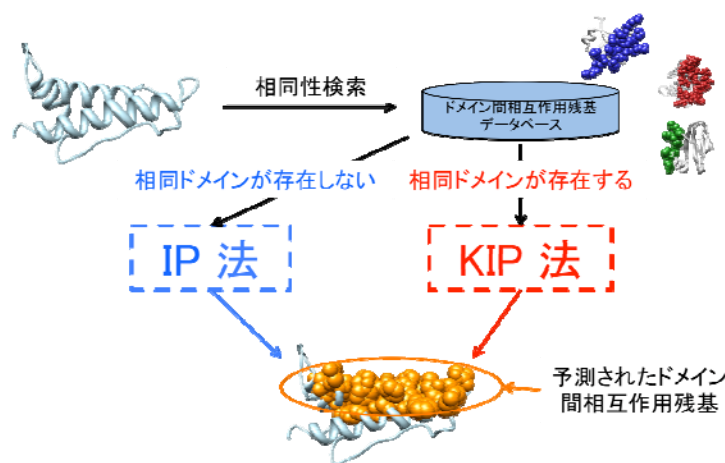 相同性検索
ドメイン間相互作用残基
データベース
相同ドメインが存在しない
相同ドメインが存在する
IP 法
KIP 法
予測されたドメイン
間相互作用残基